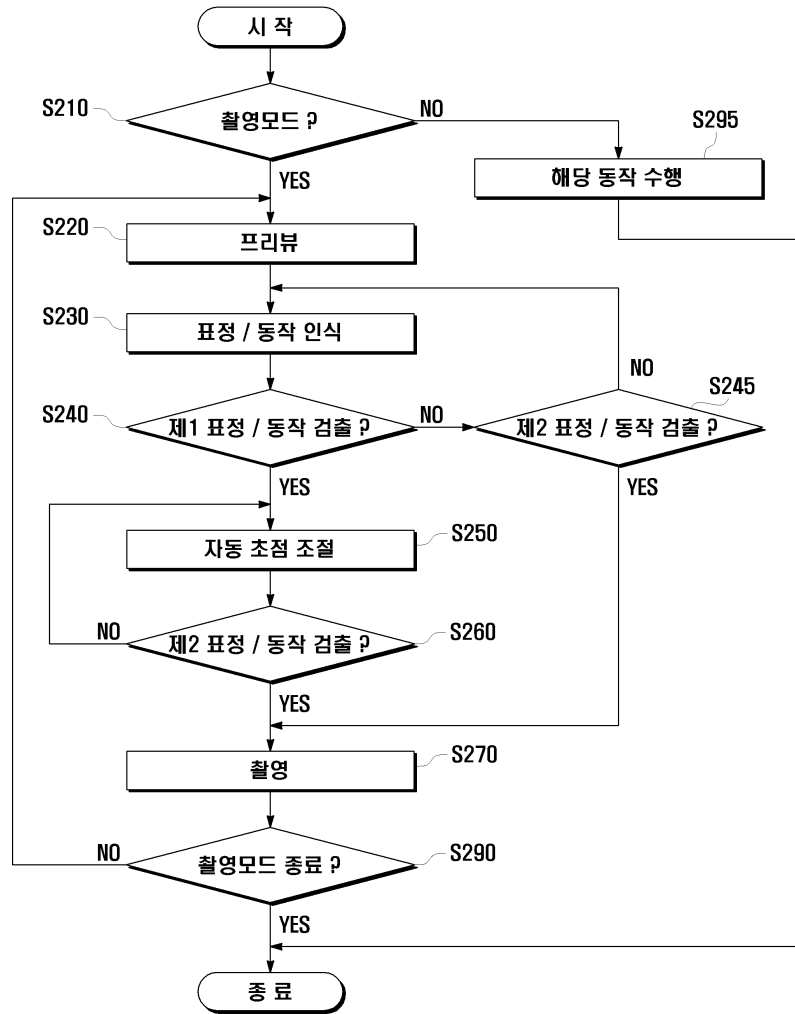 시 작
S210
촬영모드 ?
NO
S295
해당 동작 수행
YES
S220
프리뷰
S230
표정 / 동작 인식
NO
S245
S240
제1 표정 / 동작 검출 ?
NO
제2 표정 / 동작 검출 ?
YES
YES
자동 초점 조절
S250
NO
제2 표정 / 동작 검출 ?
S260
YES
촬영
S270
NO
촬영모드 종료 ?
S290
YES
종 료